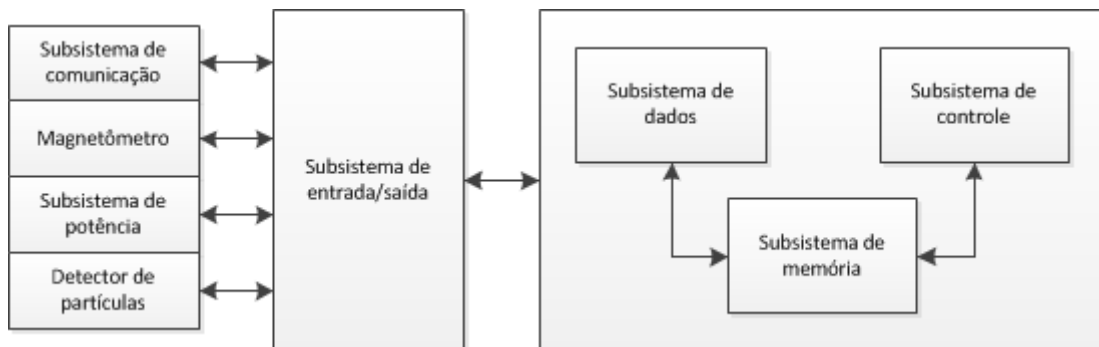 Subsistema de
comunicação
Magnetômetro
Subsistema de
potência
Detector de
partículas
Subsistema de
entrada/saída
Subsistema de
dados
Subsistema de
controle
Subsistema de
memória